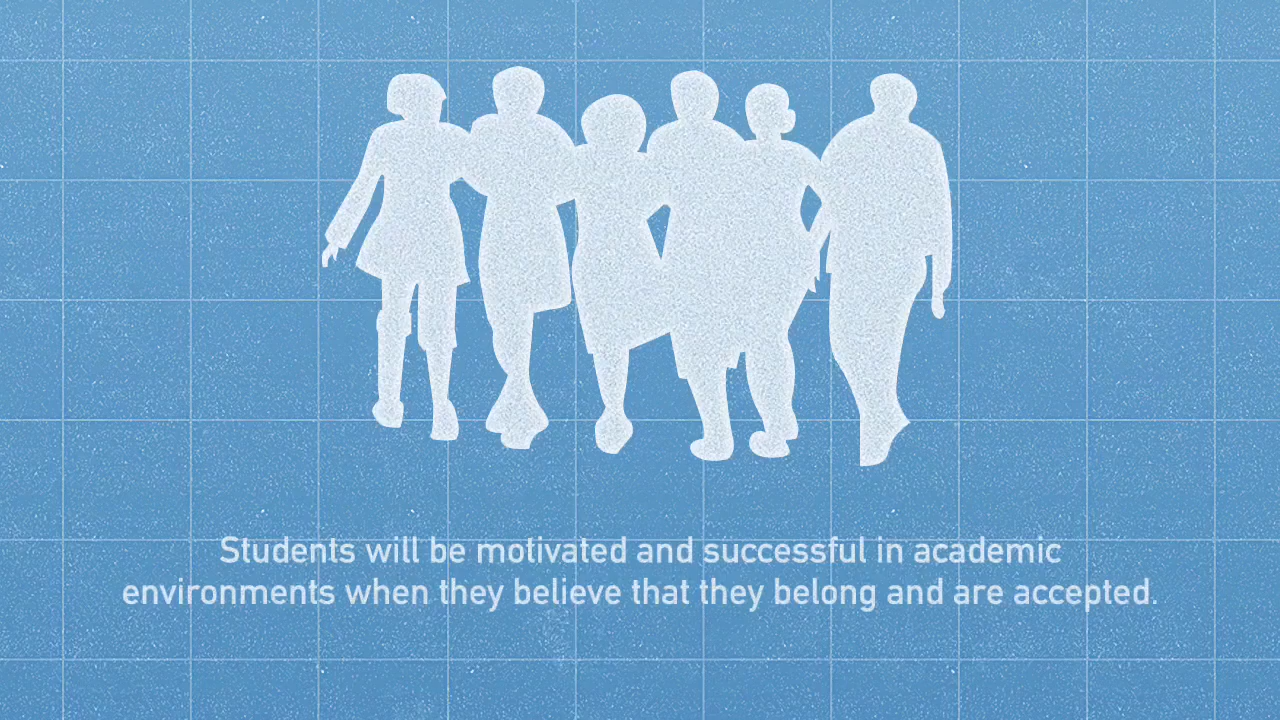 Students will be motivated and successful in academic
environments when they believe that they belong and are accepted.